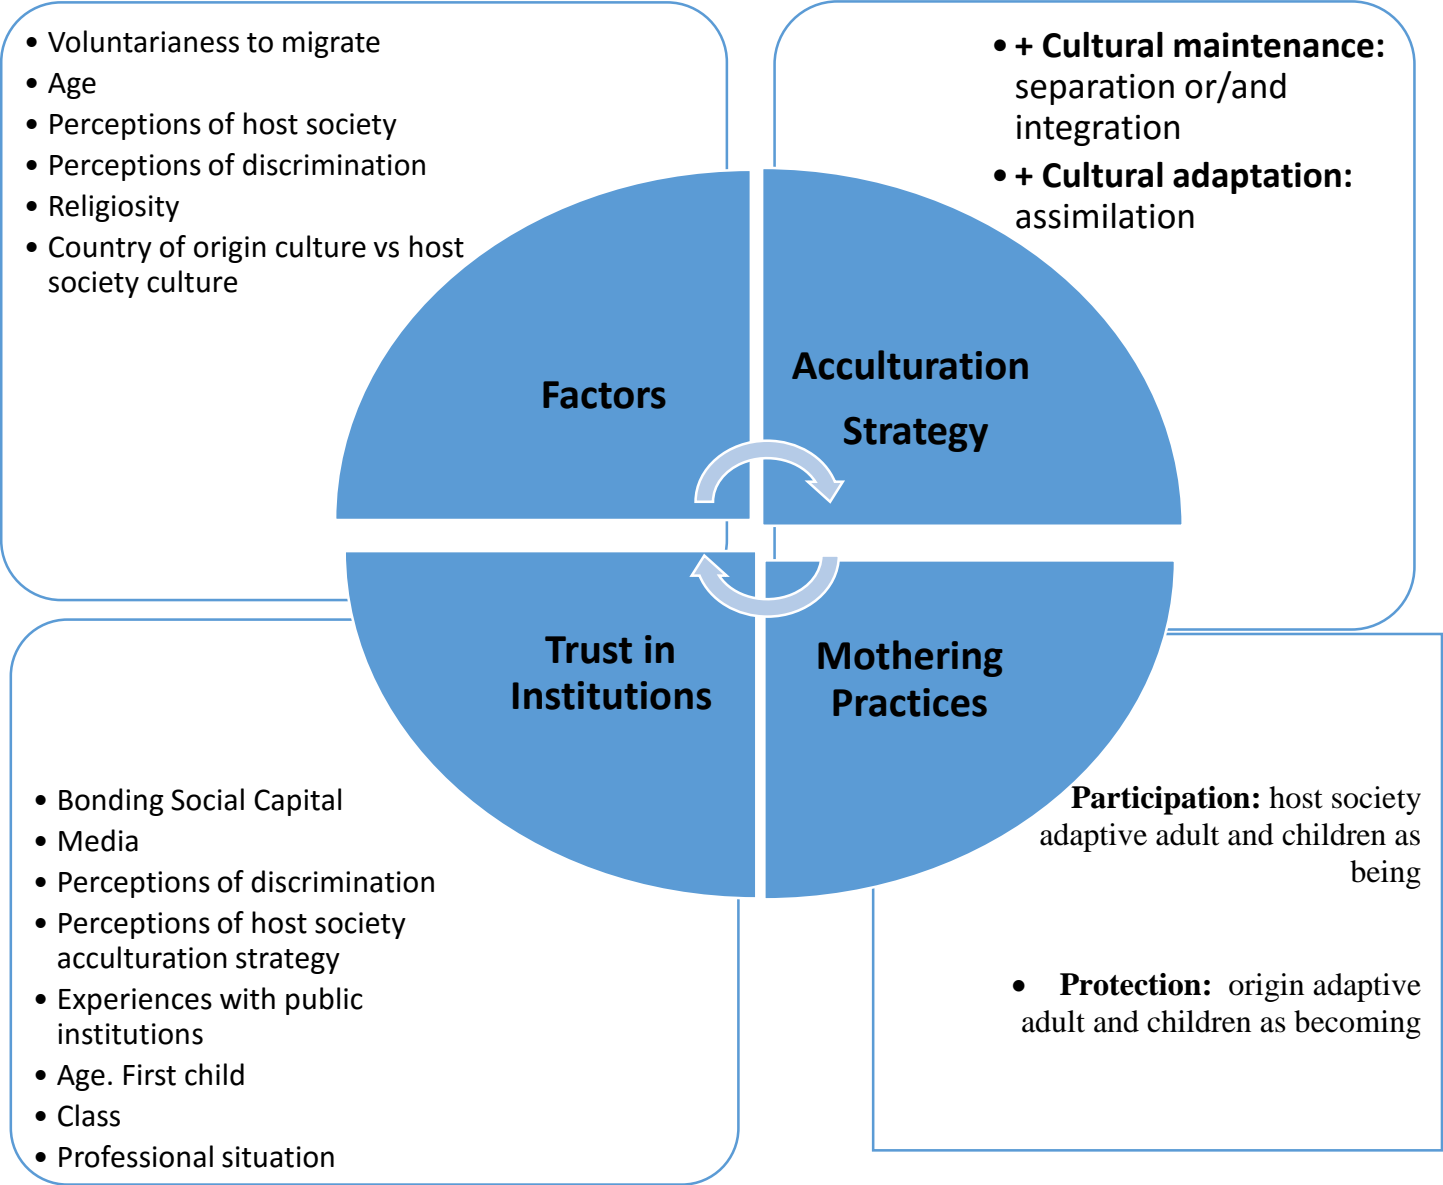 • Voluntarianess to migrate
• Age
• Perceptions of host society
• Perceptions of discrimination
• Religiosity
• Country of origin culture vs host
society culture
• + Cultural maintenance:
separation or/and
integration
• + Cultural adaptation:
assimilation
Factors
Acculturation
Strategy
Trust in
Institutions
Mothering
Practices
• Bonding Social Capital
• Media
• Perceptions of discrimination
• Perceptions of host society
acculturation strategy
• Experiences with public
institutions
• Age. First child
• Class
• Professional situation
Participation: host society
adaptive adult and children as
being
• Protection: origin adaptive
adult and children as becoming